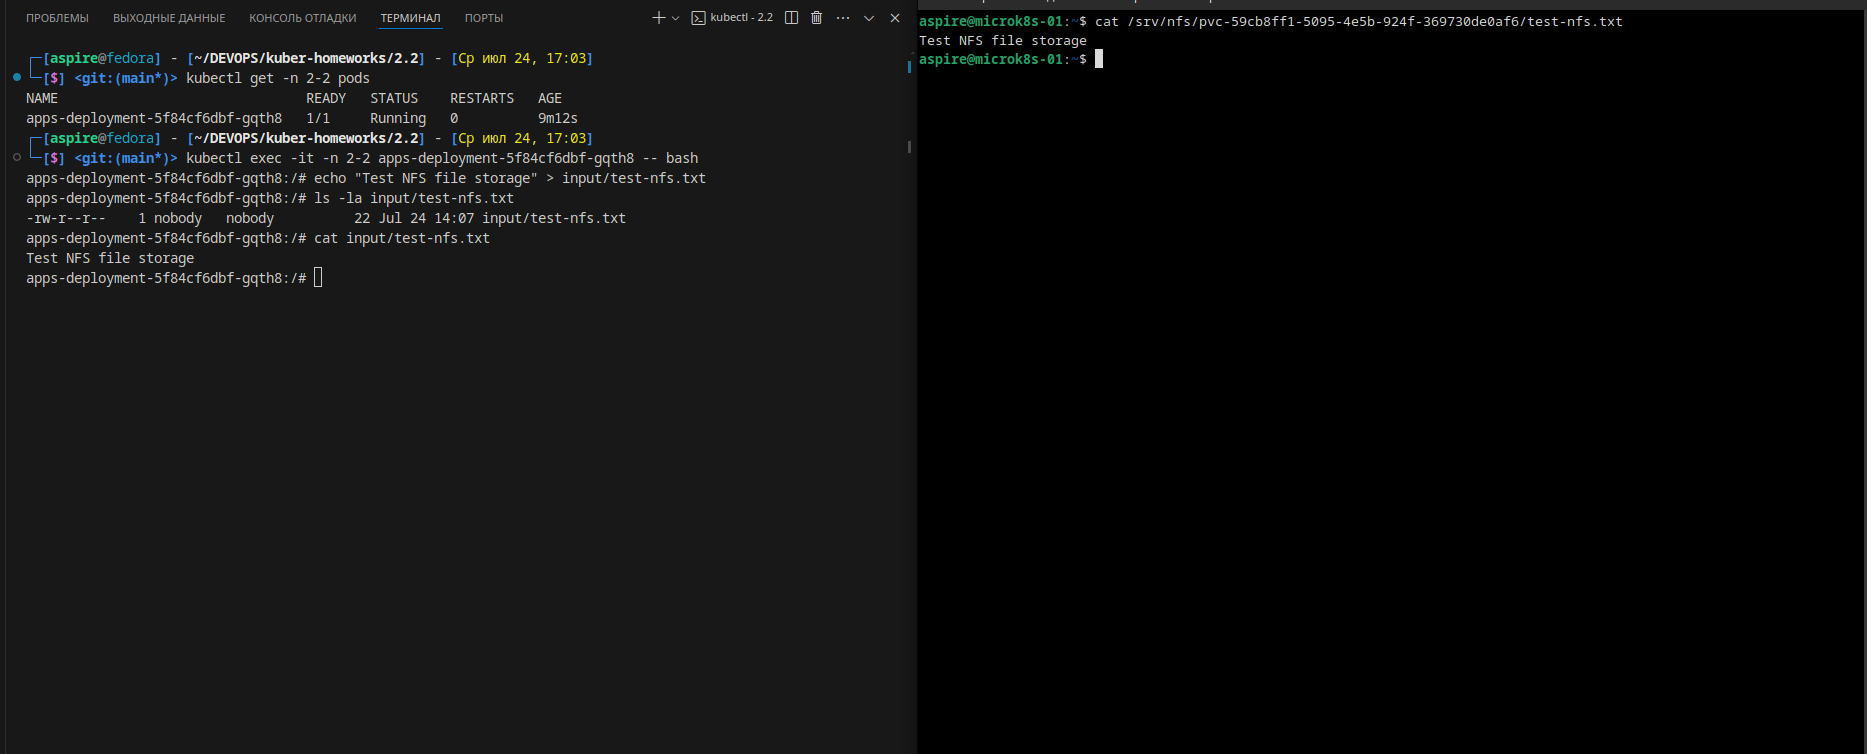 ПРОБЛЕМЫ ВЫХОДНЫЕ ДАННЫЕ КОНСОЛЬ ОТЛАДКИ ТЕРМИНАЛ ПОРТЫ kubectl - 2.2
[aspire@fedora] - [~/DEVOPS/kuber-homeworks/2.2] - [Ср июл 24, 17:03]
[$] <git:(main*)> kubectl get -n 2-2 pods
NAME READY STATUS RESTARTS AGE
apps-deployment-5f84cf6dbf-gqth8 1/1 Running 0 9m12s
[aspire@fedora] - [~/DEVOPS/kuber-homeworks/2.2] - [Ср июл 24, 17:03]
[$] <git:(main*)> kubectl exec -it -n 2-2 apps-deployment-5f84cf6dbf-gqth8 -- bash
apps-deployment-5f84cf6dbf-gqth8:/# echo "Test NFS file storage" > input/test-nfs.txt
apps-deployment-5f84cf6dbf-gqth8:/# ls -la input/test-nfs.txt
-rw-r--r-- 1 nobody nobody 22 Jul 24 14:07 input/test-nfs.txt
apps-deployment-5f84cf6dbf-gqth8:/# cat input/test-nfs.txt
Test NFS file storage
apps-deployment-5f84cf6dbf-gqth8:/#
aspire@microk8s-01:~$ cat /srv/nfs/pvc-59cb8ff1-5095-4e5b-924f-369730de0af6/test-nfs.txt
Test NFS file storage
aspire@microk8s-01:~$